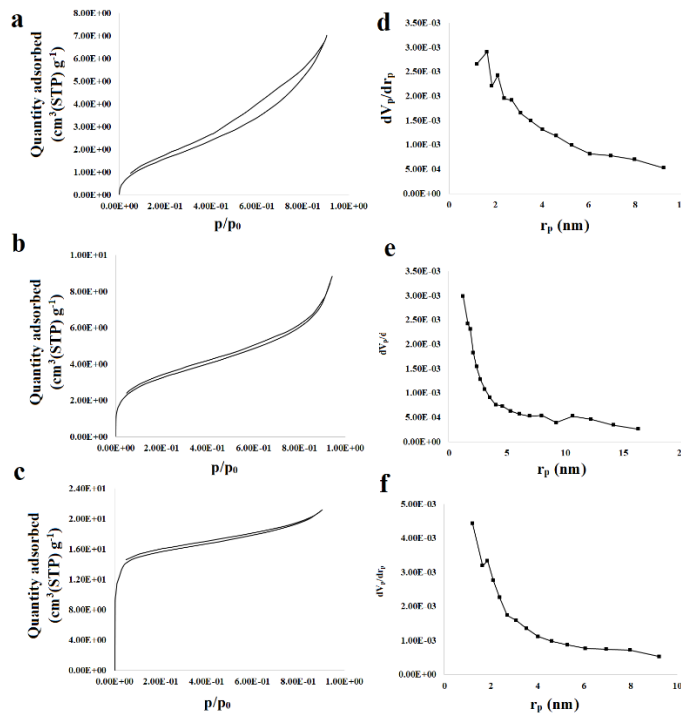 a
Quantity adsorbed
(cm³(STP) g⁻¹)
8.00E+00
7.00E+00
6.00E+00
5.00E+00
4.00E+00
3.00E+00
2.00E+00
1.00E+00
0.00E+00
0.00E+00 2.00E-01 4.00E-01 6.00E-01 8.00E-01 1.00E+00
p/p₀
d
dVₚ/drₚ
3.50E-03
3.00E-03
2.50E-03
2.00E-03
1.50E-03
1.00E-03
5.00E-04
0.00E+00
0 2 4 6 8 10
rₚ (nm)
b
Quantity adsorbed
(cm³(STP) g⁻¹)
1.00E+01
8.00E+00
6.00E+00
4.00E+00
2.00E+00
0.00E+00
0.00E+00 2.00E-01 4.00E-01 6.00E-01 8.00E-01 1.00E+00
p/p₀
e
dVₚ/d
3.50E-03
3.00E-03
2.50E-03
2.00E-03
1.50E-03
1.00E-03
5.00E-04
0.00E+00
0 5 10 15
rₚ (nm)
c
Quantity adsorbed
(cm³(STP) g⁻¹)
2.40E+01
2.00E+01
1.60E+01
1.20E+01
8.00E+00
4.00E+00
0.00E+00
0.00E+00 2.00E-01 4.00E-01 6.00E-01 8.00E-01 1.00E+00
p/p₀
f
dVₚ/drₚ
5.00E-03
4.00E-03
3.00E-03
2.00E-03
1.00E-03
0.00E+00
0 2 4 6 8 10
rₚ (nm)